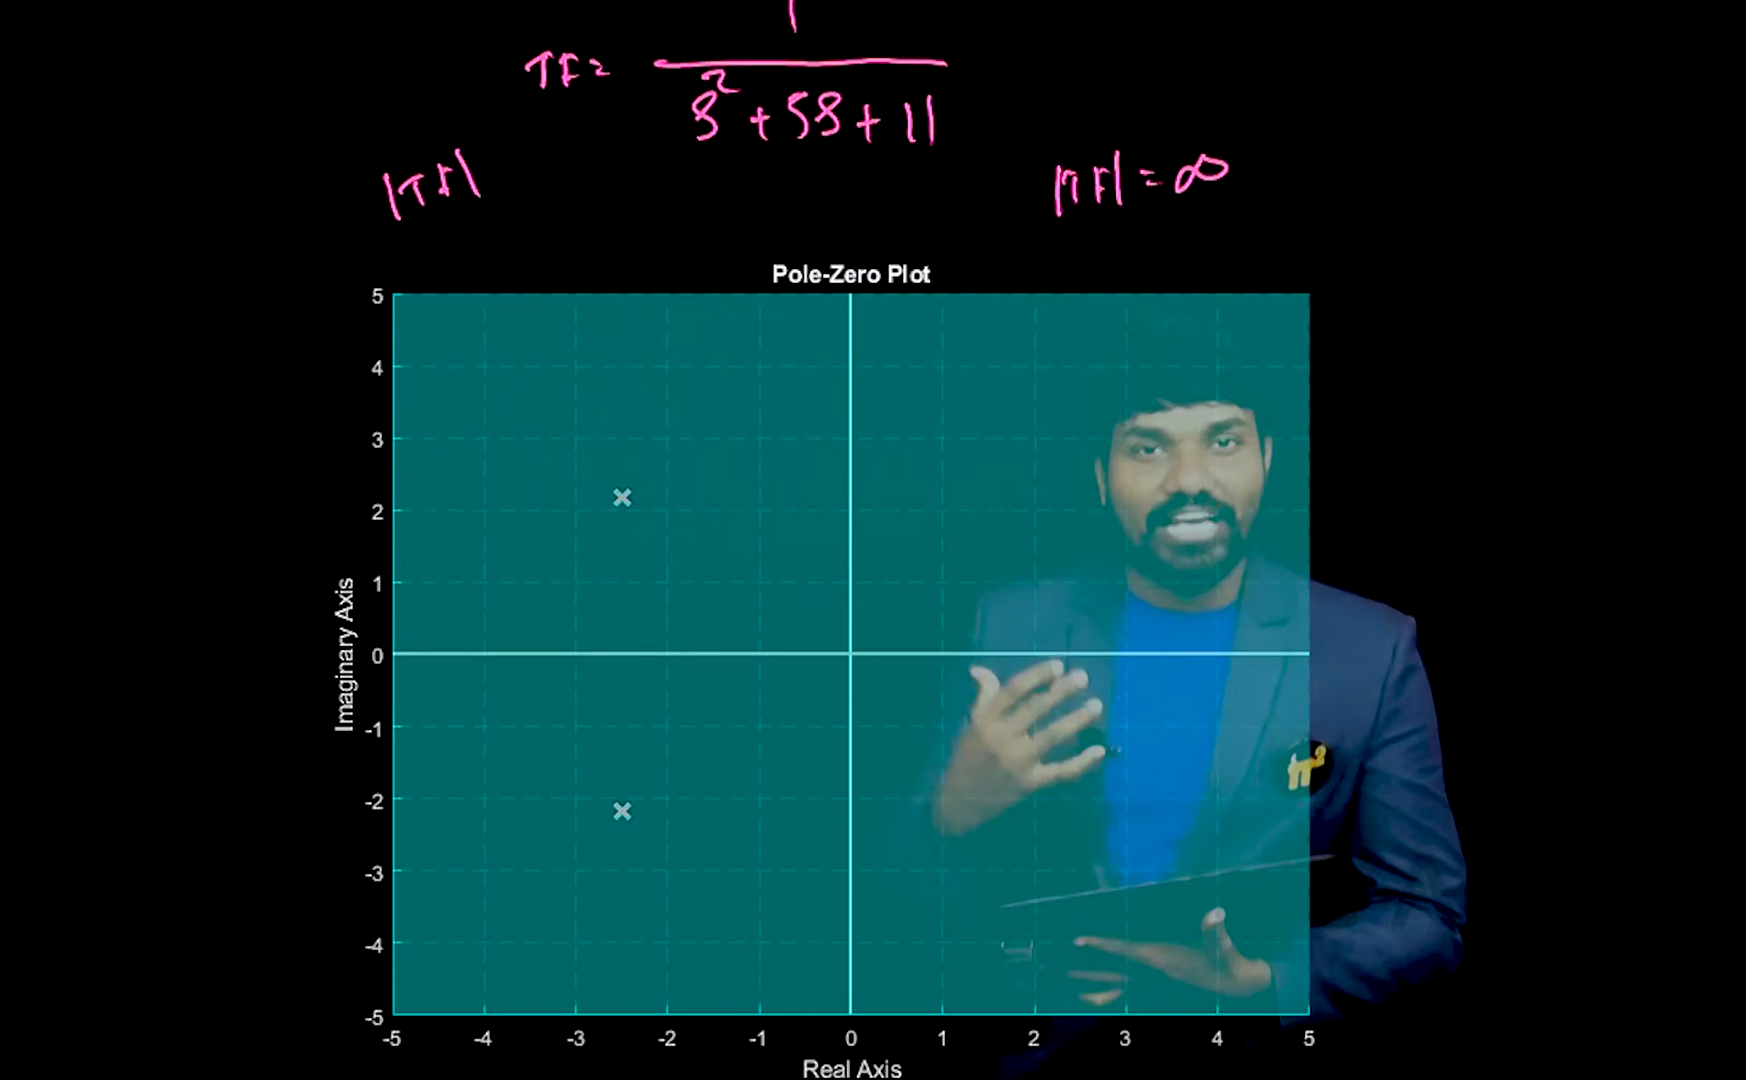 1
TF = 
s² + 5s + 11
|TF|
|TF| = ∞
Pole-Zero Plot
5
4
3
2
1
0
-1
-2
-3
-4
-5
Imaginary Axis
-5 -4 -3 -2 -1 0 1 2 3 4 5
Real Axis